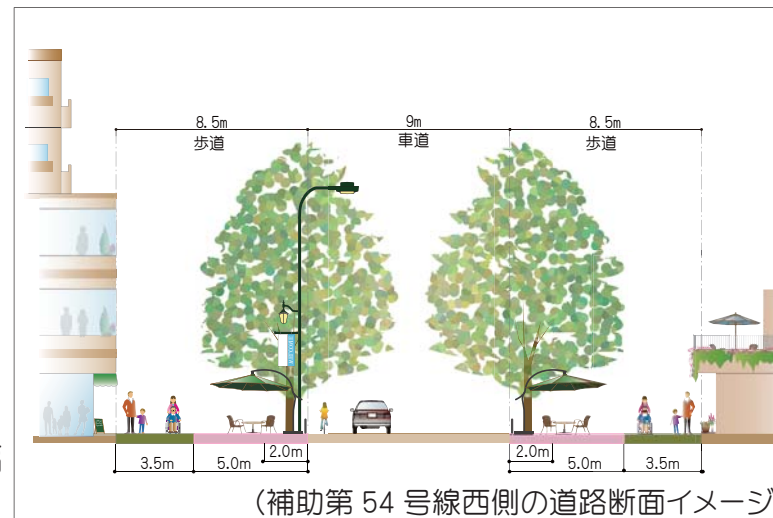 8.5m 9m 8.5m
歩道 車道 歩道
2.0m 2.0m
3.5m 5.0m 5.0m 3.5m
(補助第 54 号線西側の道路断面イメージ